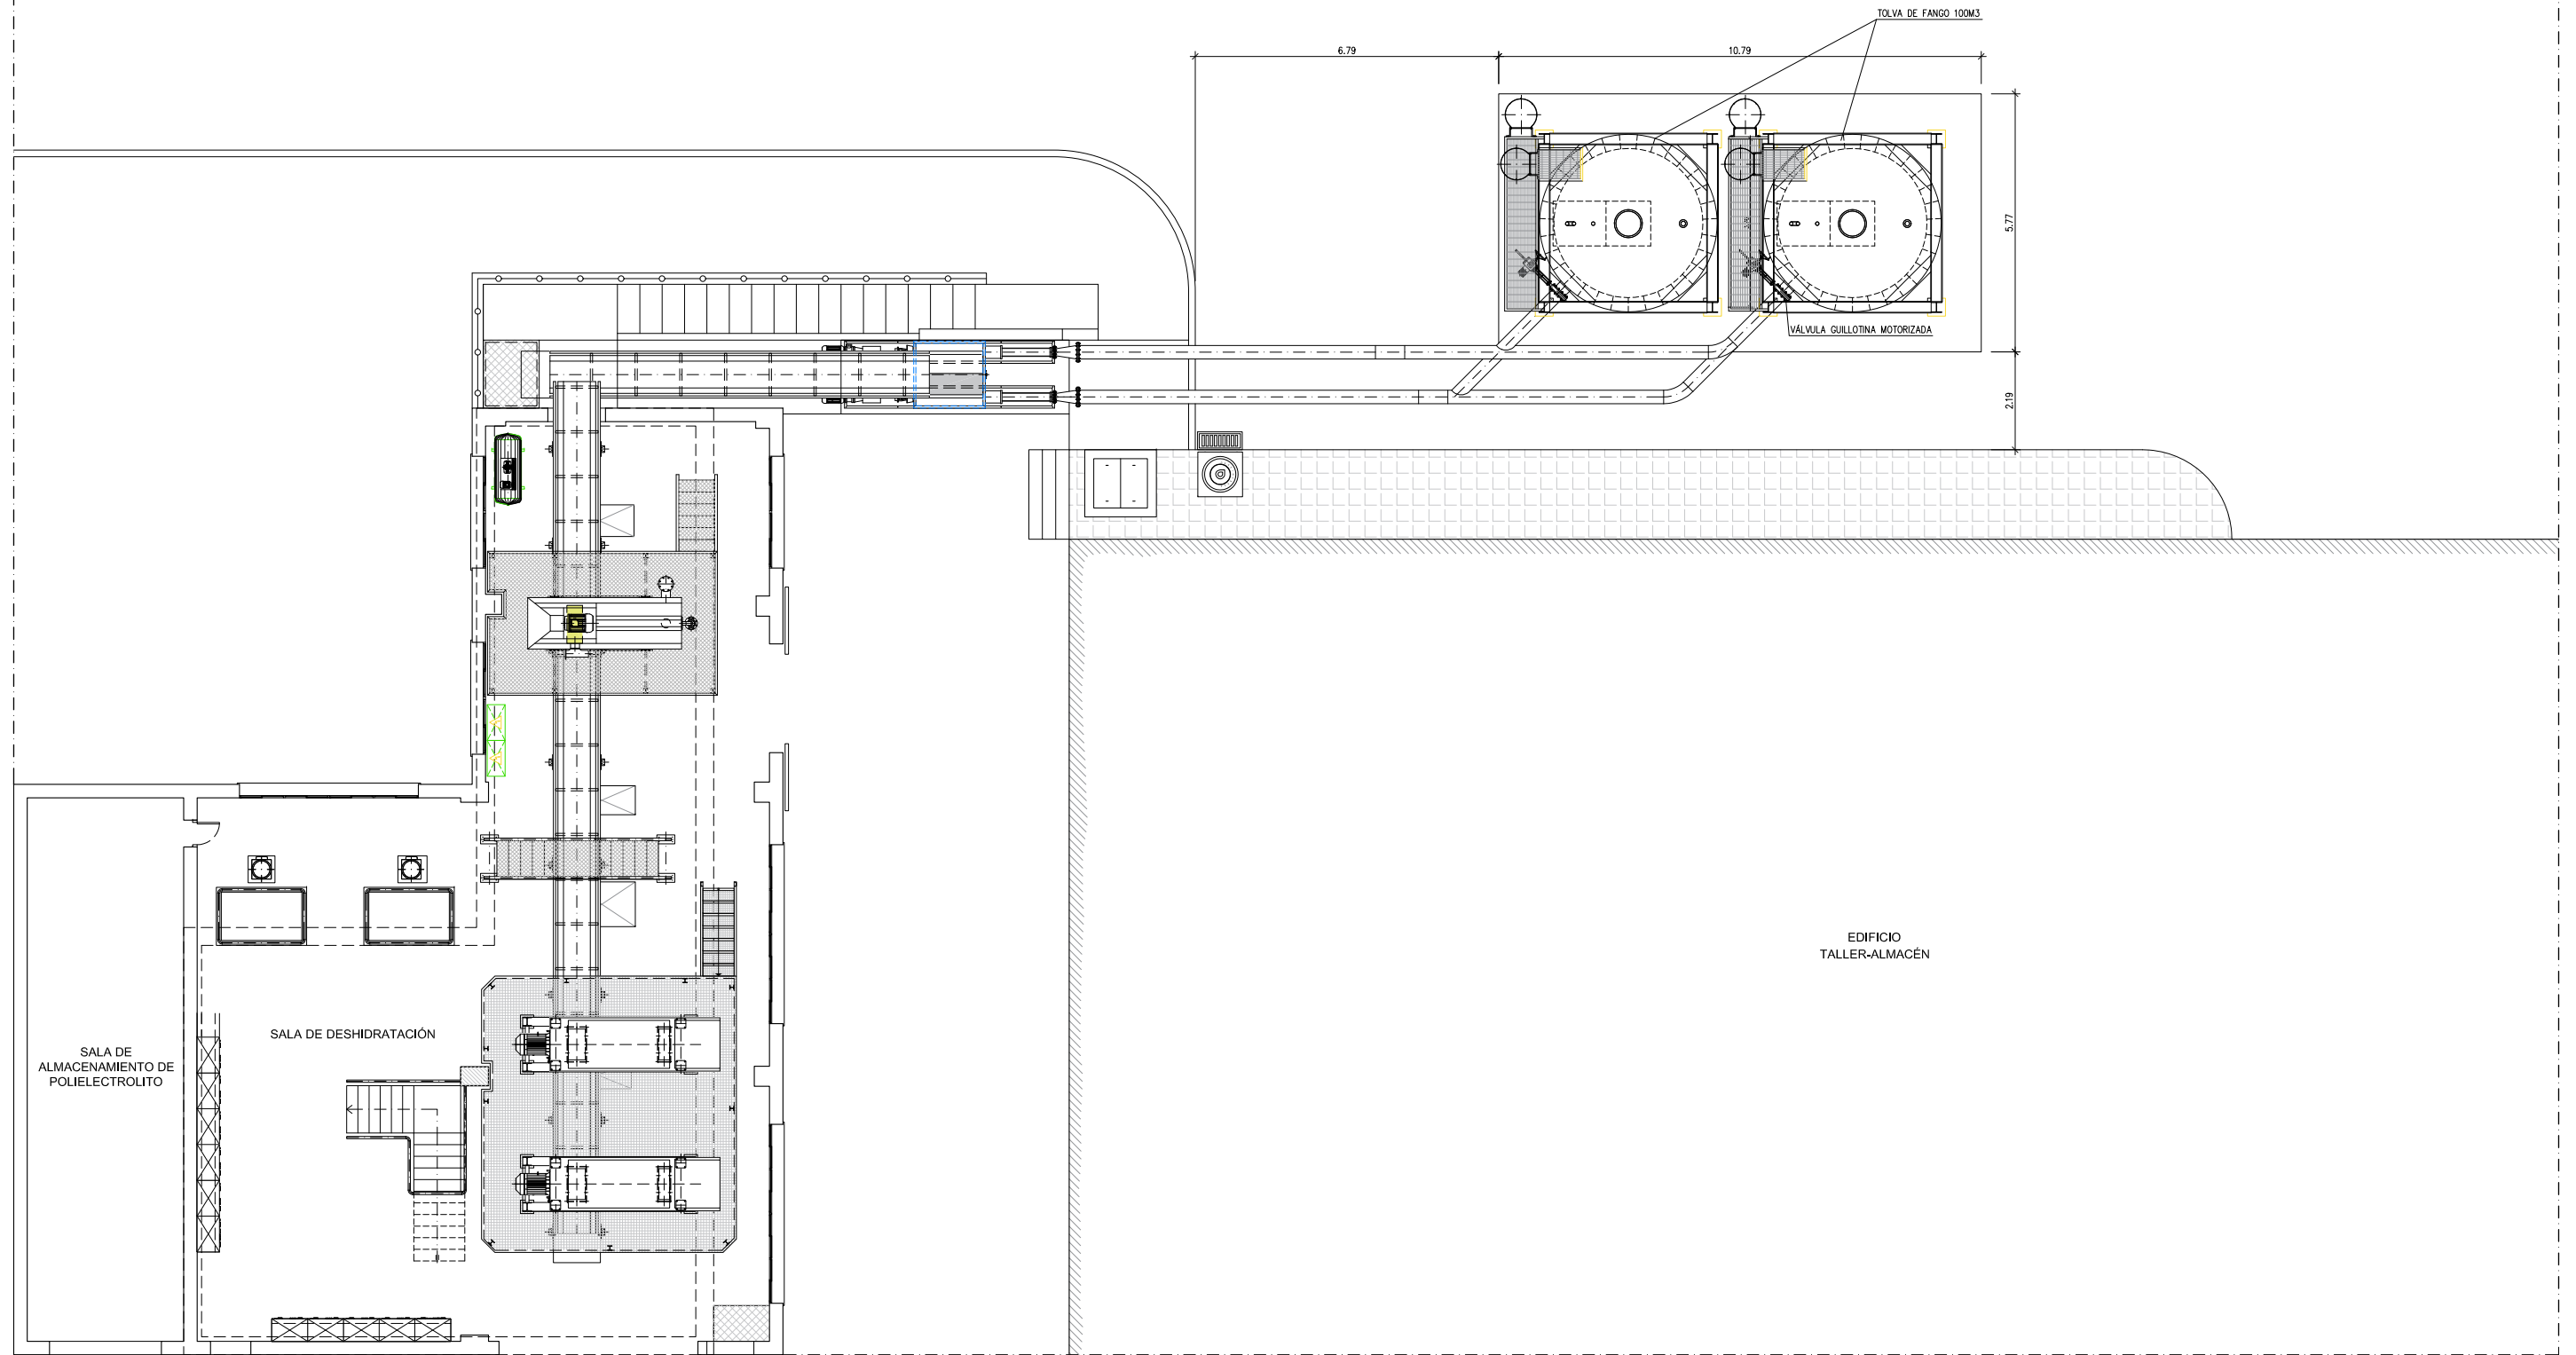 TOLVA DE FANGO 100M3
6.79
10.79
5.77
VÁLVULA GUILLOTINA MOTORIZADA
2.19
EDIFICIO
TALLER-ALMACÉN
SALA DE DESHIDRATACIÓN
SALA DE
ALMACENAMIENTO DE
POLIELECTROLITO